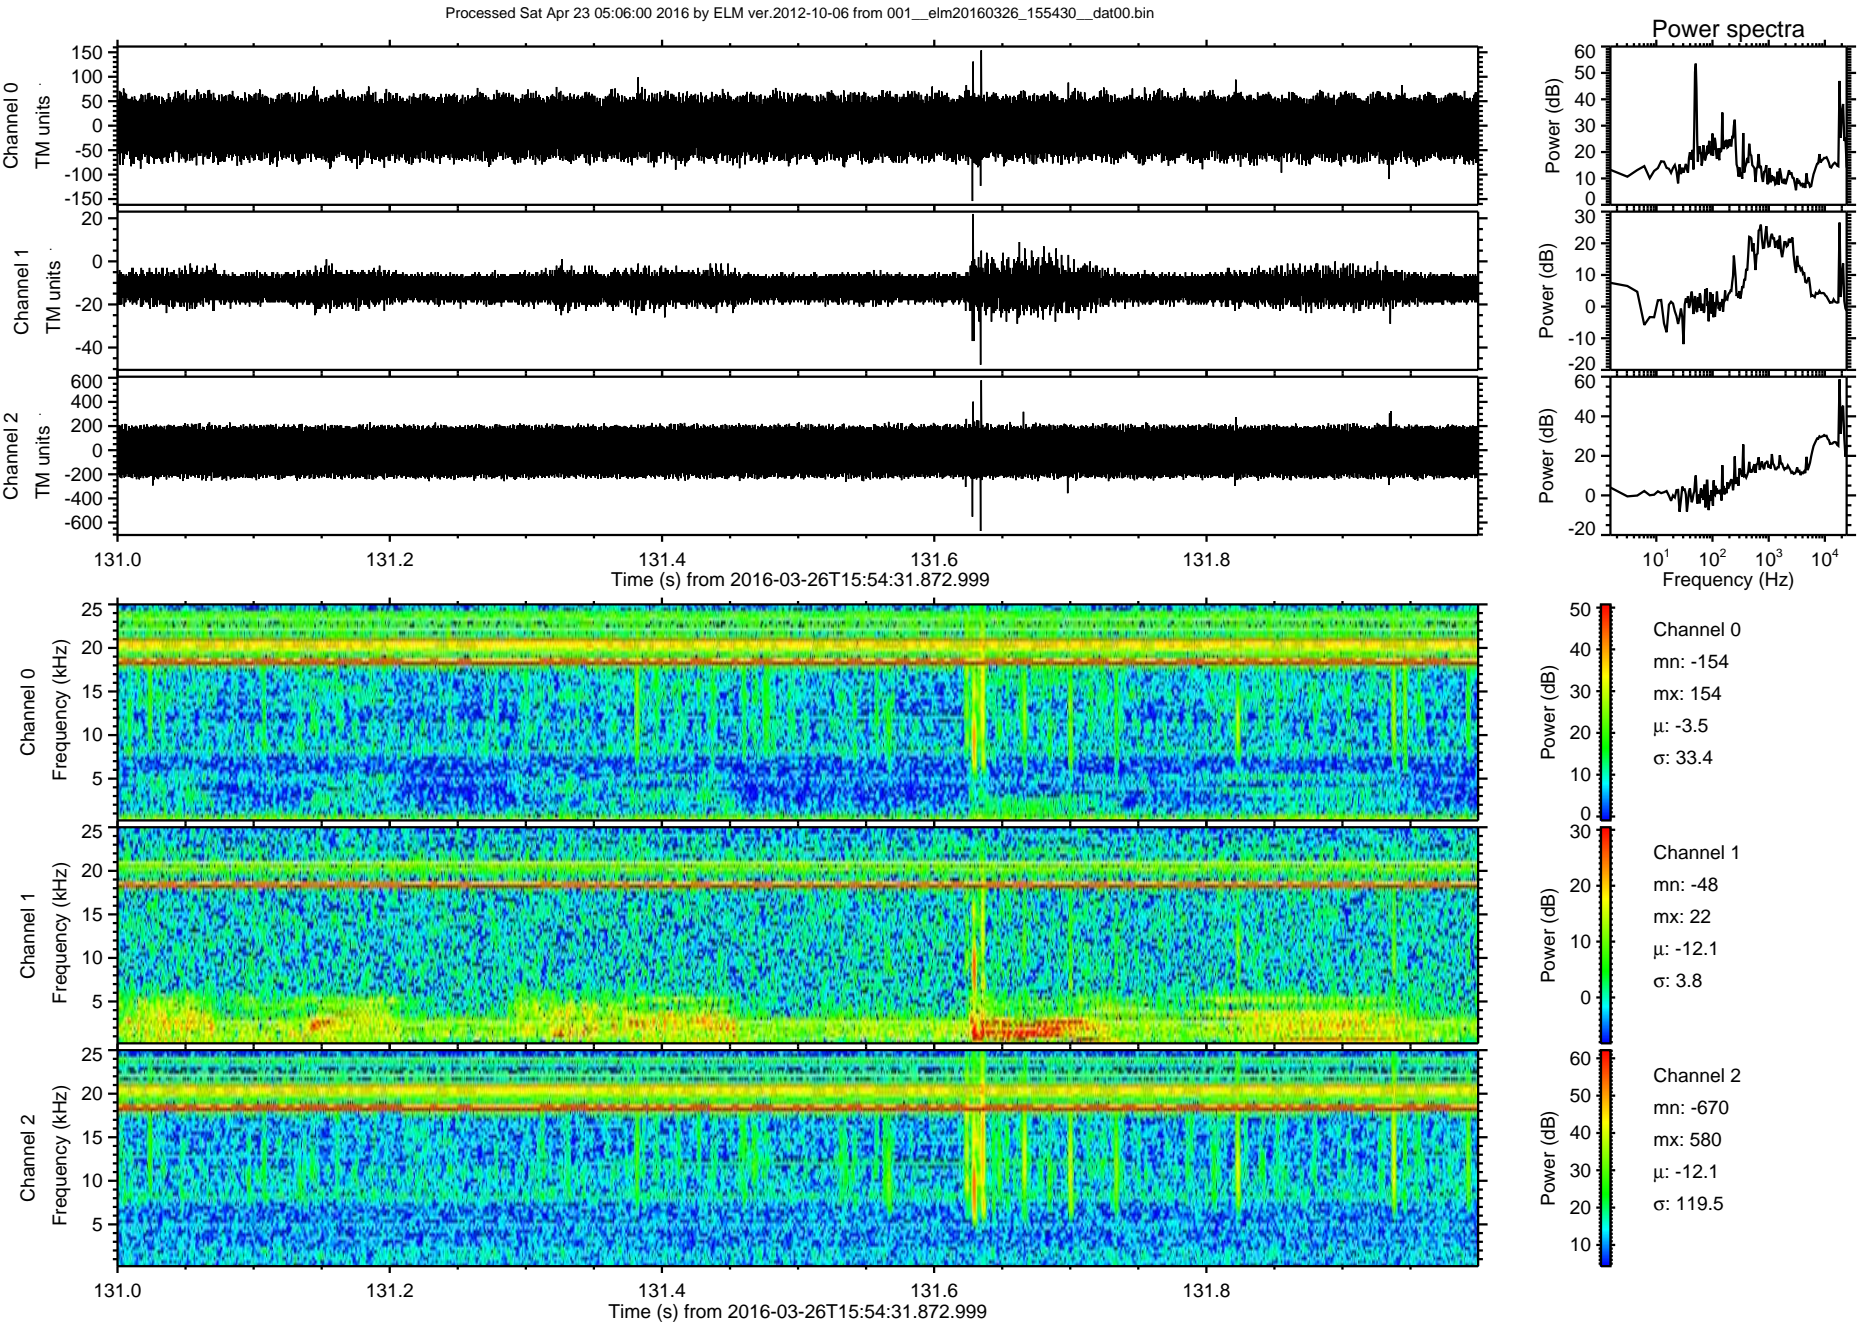 Processed Sat Apr 23 05:06:00 2016 by ELM ver.2012-10-06 from 001__elm20160326_155430__dat00.bin
Power spectra
Channel 0
TM units
150
100
50
0
-50
-100
-150
Power (dB)
60
50
40
30
20
10
0
Channel 1
TM units
20
0
-20
-40
Power (dB)
30
20
10
0
-10
-20
Channel 2
TM units
600
400
200
0
-200
-400
-600
Power (dB)
60
40
20
0
-20
131.0 131.2 131.4 131.6 131.8
Time (s) from 2016-03-26T15:54:31.872.999
10^1 10^2 10^3 10^4
Frequency (Hz)
Channel 0
Frequency (kHz)
25
20
15
10
5
Power (dB)
50
40
30
20
10
0
Channel 0
mn: -154
mx: 154
μ: -3.5
σ: 33.4
Channel 1
Frequency (kHz)
25
20
15
10
5
Power (dB)
30
20
10
0
Channel 1
mn: -48
mx: 22
μ: -12.1
σ: 3.8
Channel 2
Frequency (kHz)
25
20
15
10
5
Power (dB)
60
50
40
30
20
10
Channel 2
mn: -670
mx: 580
μ: -12.1
σ: 119.5
131.0 131.2 131.4 131.6 131.8
Time (s) from 2016-03-26T15:54:31.872.999